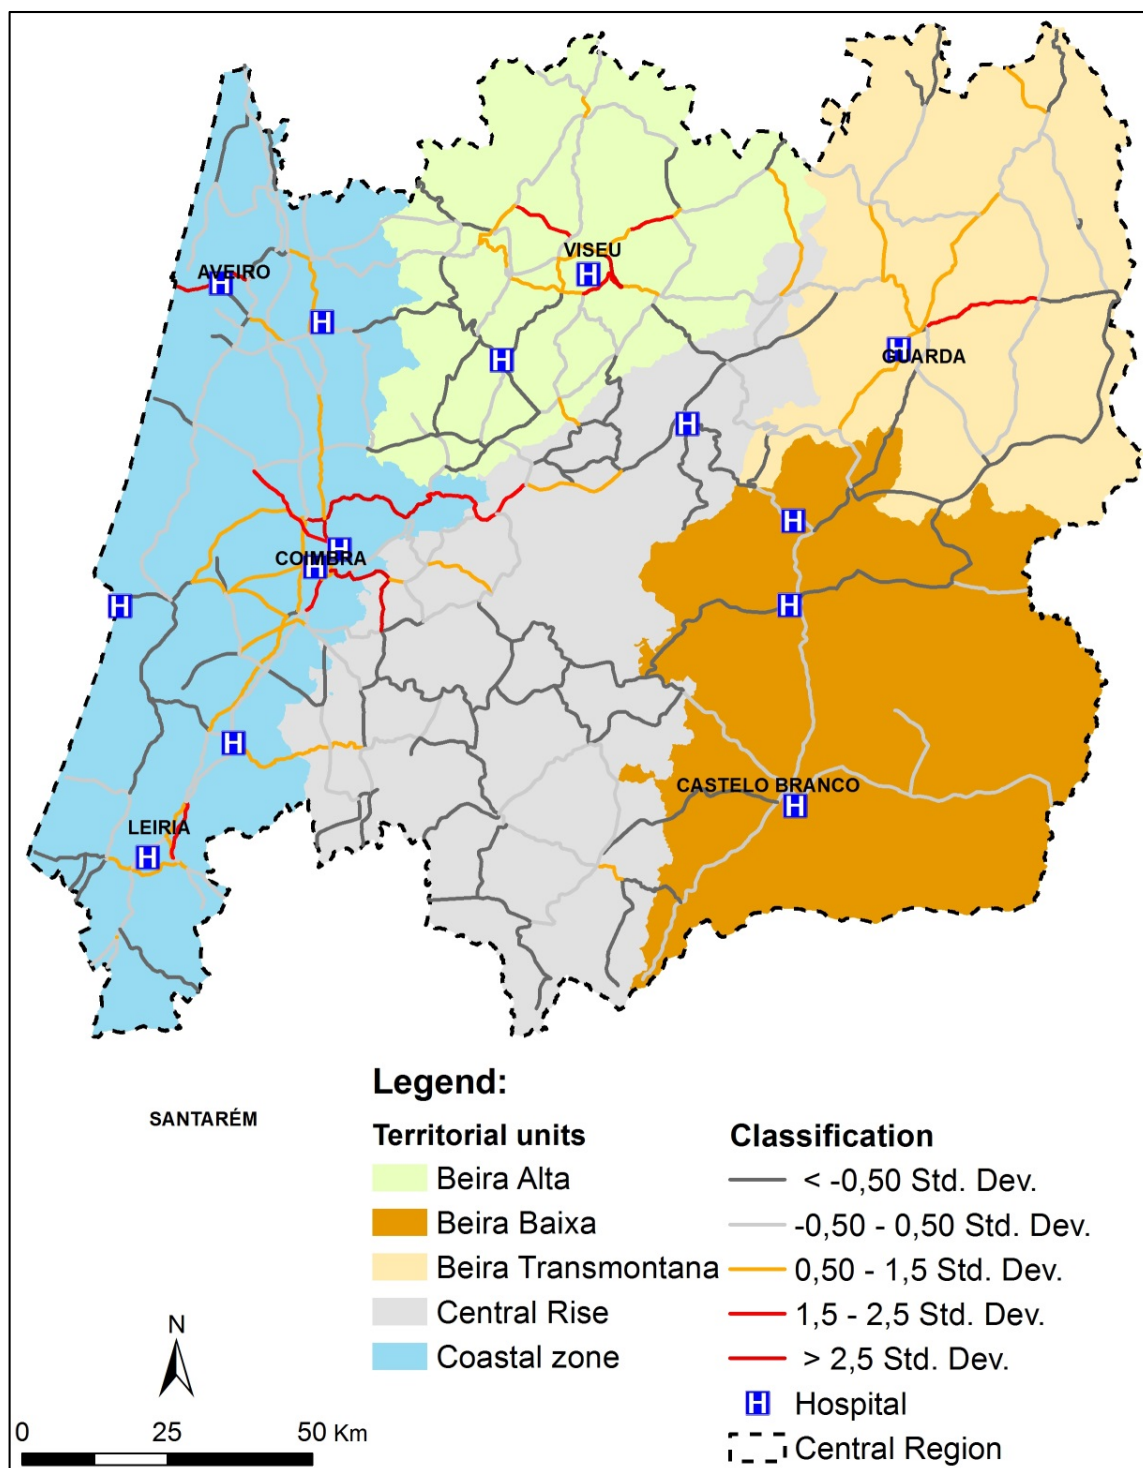 VISEU
AVEIRO
H
H
H
GUARDA
H
H
H
H
H
COIMBRA
H
H
H
H
CASTELO BRANCO
H
LEIRIA
H
Legend:
SANTARÉM
Territorial units
Beira Alta
Beira Baixa
Beira Transmontana
Central Rise
Coastal zone
Classification
< -0,50 Std. Dev.
-0,50 - 0,50 Std. Dev.
0,50 - 1,5 Std. Dev.
1,5 - 2,5 Std. Dev.
> 2,5 Std. Dev.
H Hospital
Central Region
N
0 25 50 Km